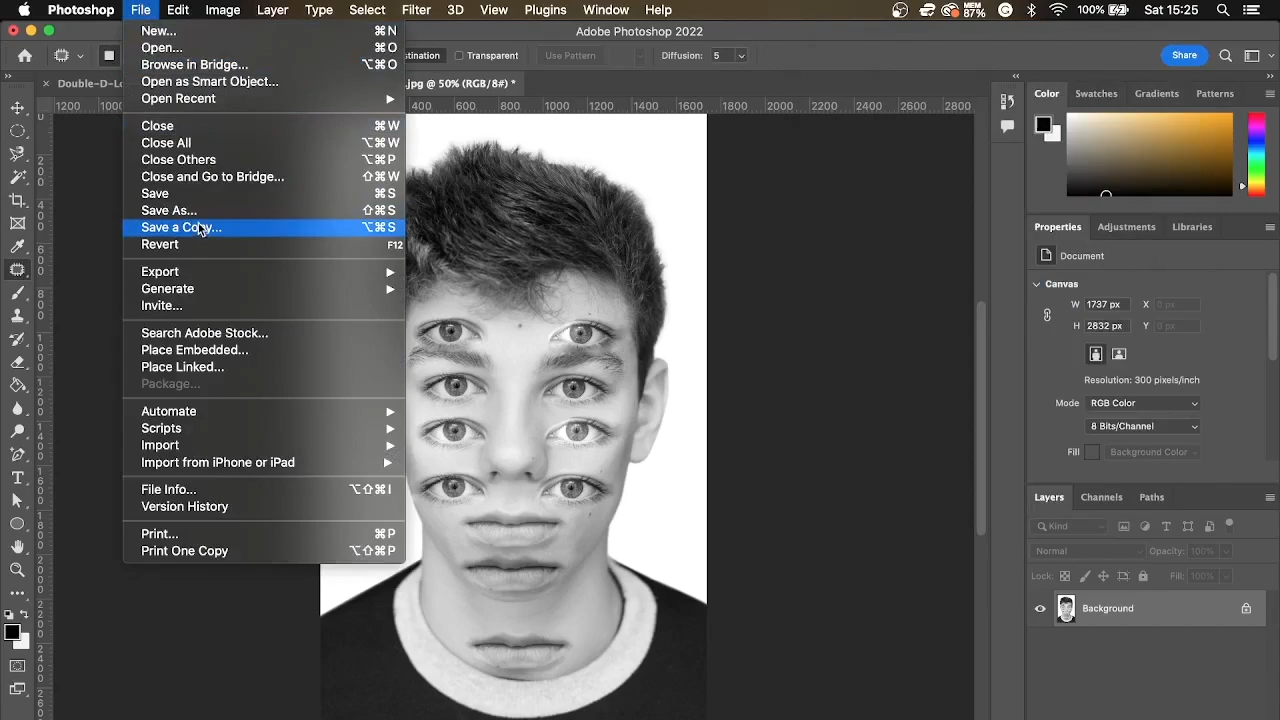 Photoshop File Edit Image Layer Type Select Filter 3D View Plugins Window Help MEM 87% 100% Sat 15:25
Adobe Photoshop 2022
stination Transparent Use Pattern Diffusion: 5 Share
Double-D-Lo .jpg @ 50% (RGB/8#) *
1200 1000 400 600 800 1000 1200 1400 1600 1800 2000 2200 2400 2600 2800
New... ⌘N
Open... ⌘O
Browse in Bridge... ⌥⌘O
Open as Smart Object...
Open Recent
Close ⌘W
Close All ⌥⌘W
Close Others ⌥⌘P
Close and Go to Bridge... ⇧⌘W
Save ⌘S
Save As... ⇧⌘S
Save a Copy... ⌥⌘S
Revert F12
Export
Generate
Invite...
Search Adobe Stock...
Place Embedded...
Place Linked...
Package...
Automate
Scripts
Import
Import from iPhone or iPad
File Info... ⌥⇧⌘I
Version History
Print... ⌘P
Print One Copy ⌥⇧⌘P
Color Swatches Gradients Patterns
Properties Adjustments Libraries
Document
Canvas
W 1737 px X 0 px
H 2832 px Y 0 px
Resolution: 300 pixels/inch
Mode RGB Color
8 Bits/Channel
Fill Background Color
Layers Channels Paths
Kind
Normal Opacity: 100%
Lock: Fill: 100%
Background